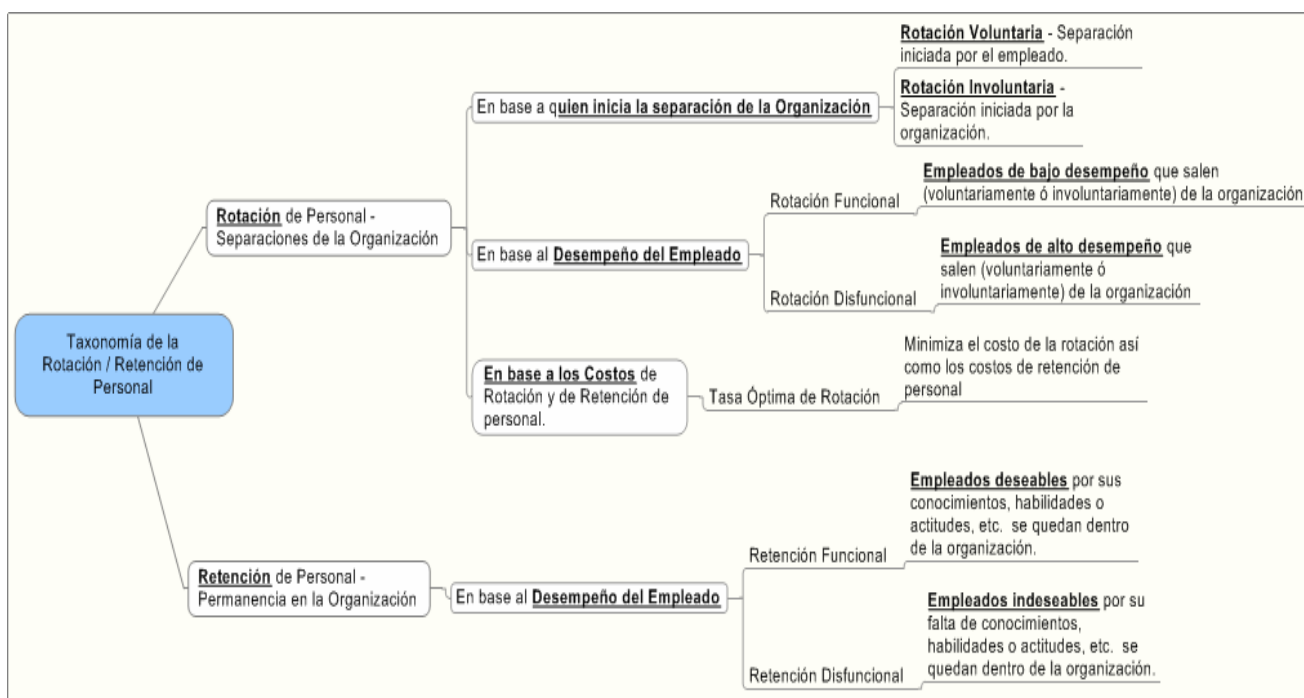 Taxonomía de la
Rotación / Retención de
Personal
Rotación de Personal -
Separaciones de la Organización
En base a quien inicia la separación de la Organización
Rotación Voluntaria - Separación
iniciada por el empleado.
Rotación Involuntaria -
Separación iniciada por la
organización.
En base al Desempeño del Empleado
Rotación Funcional
Empleados de bajo desempeño que salen
(voluntariamente ó involuntariamente) de la organización
Rotación Disfuncional
Empleados de alto desempeño que
salen (voluntariamente ó
involuntariamente) de la organización
En base a los Costos de
Rotación y de Retención de
personal.
Tasa Óptima de Rotación
Minimiza el costo de la rotación así
como los costos de retención de
personal
Retención de Personal -
Permanencia en la Organización
En base al Desempeño del Empleado
Retención Funcional
Empleados deseables por sus
conocimientos, habilidades o
actitudes, etc. se quedan dentro
de la organización.
Retención Disfuncional
Empleados indeseables por su
falta de conocimientos,
habilidades o actitudes, etc. se
quedan dentro de la organización.